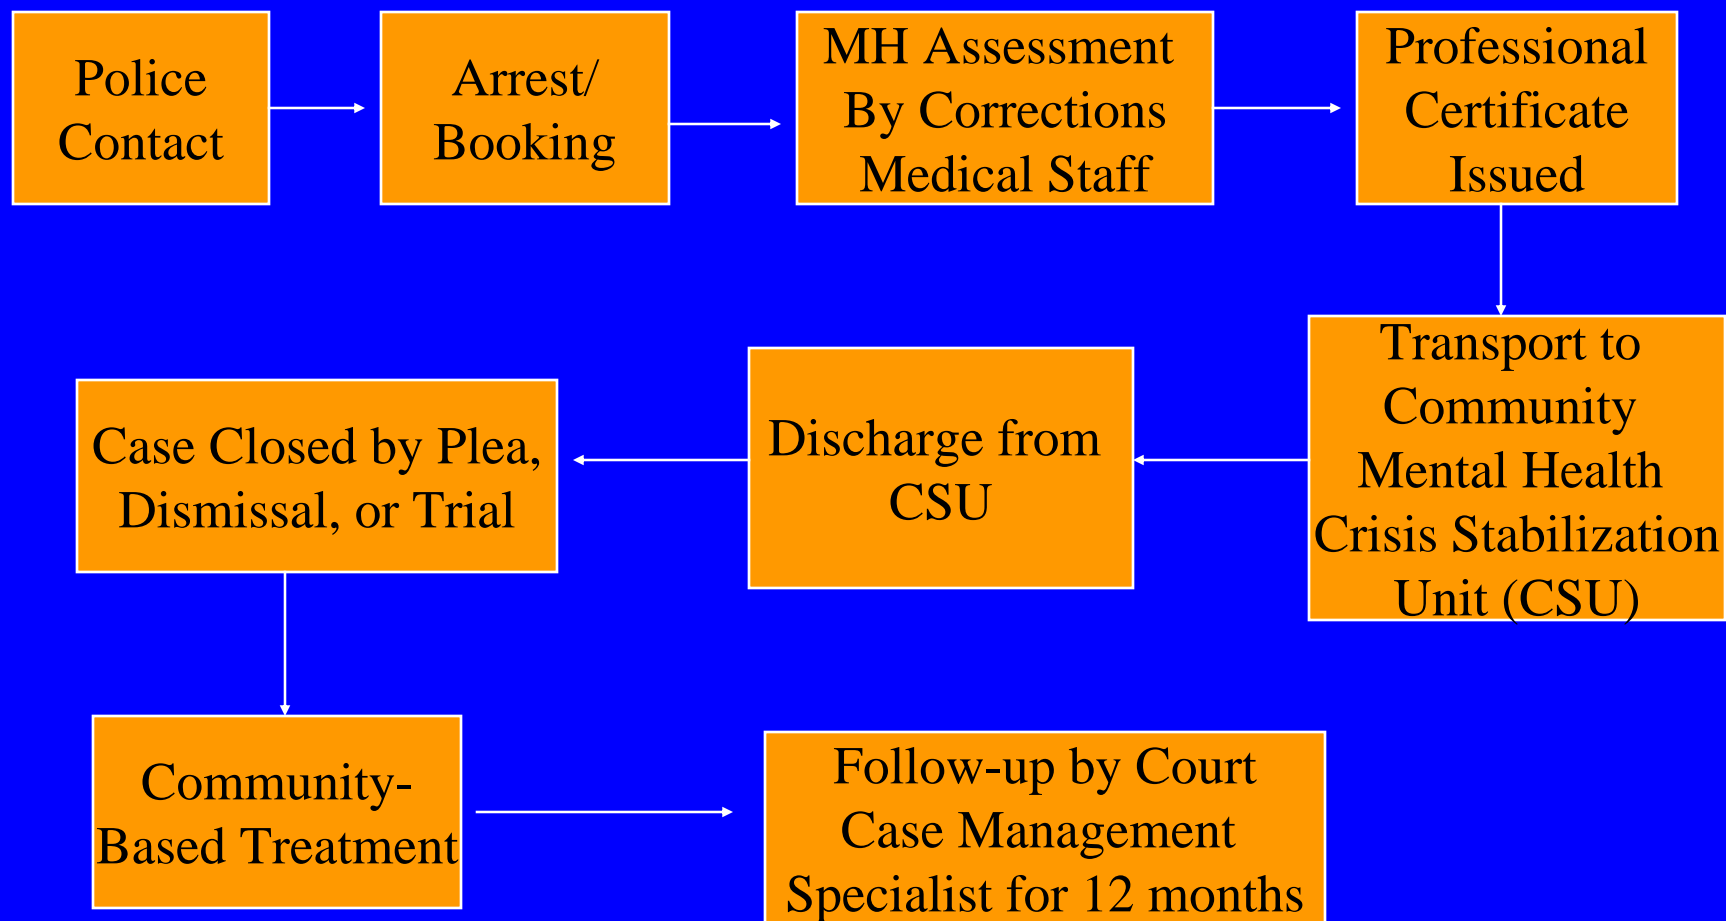 Police
Contact
Arrest/
Booking
MH Assessment
By Corrections
Medical Staff
Professional
Certificate
Issued
Transport to
Community
Mental Health
Crisis Stabilization
Unit (CSU)
Discharge from
CSU
Case Closed by Plea,
Dismissal, or Trial
Community-
Based Treatment
Follow-up by Court
Case Management
Specialist for 12 months